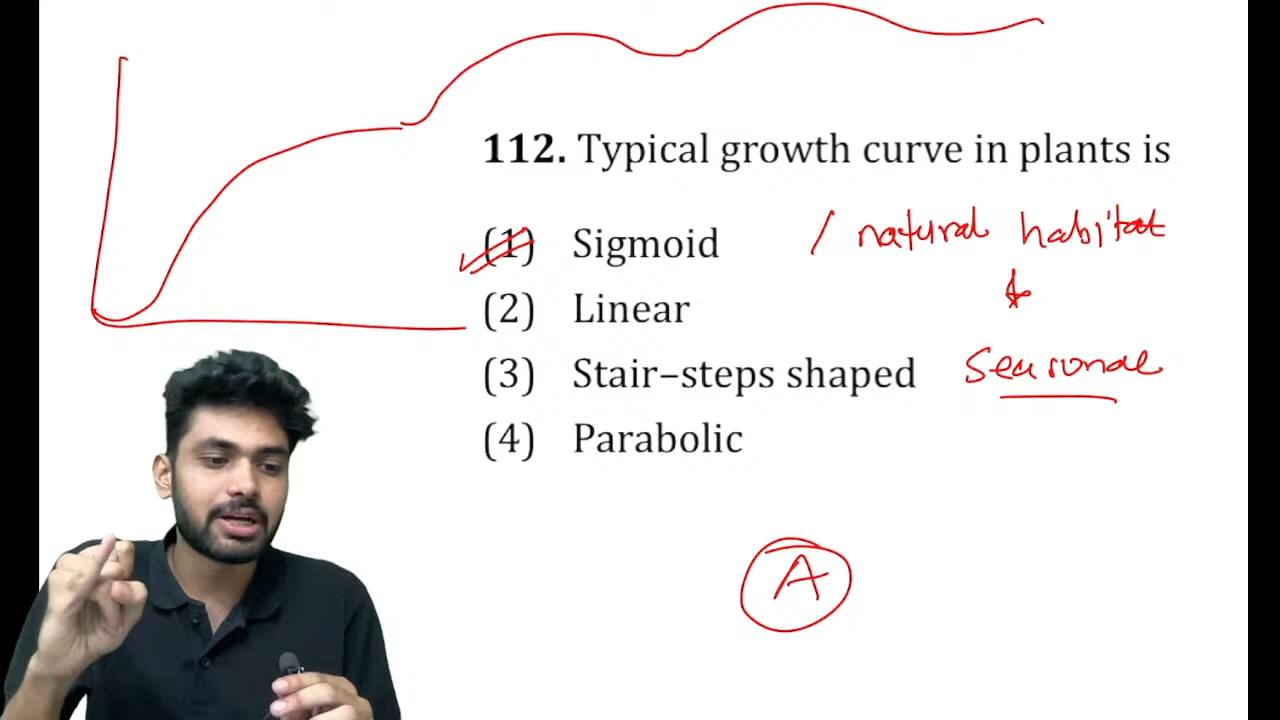 112. Typical growth curve in plants is
(1) Sigmoid / natural habitat
(2) Linear
(3) Stair–steps shaped Seasonal
(4) Parabolic
A